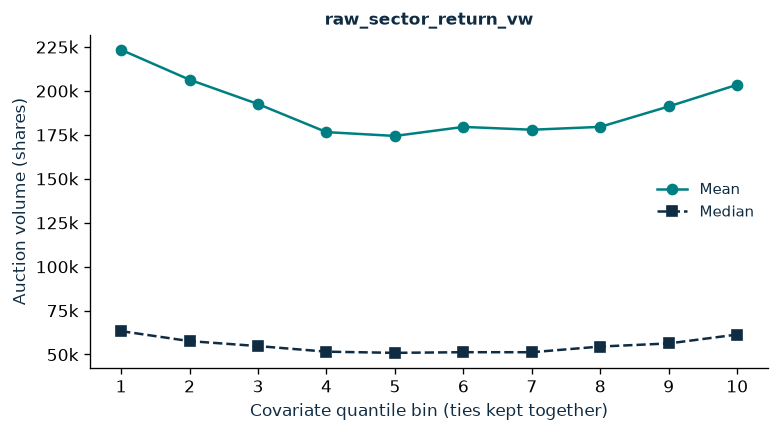 raw_sector_return_vw
Auction volume (shares)
225k
200k
175k
150k
125k
100k
75k
50k
Mean
Median
1 2 3 4 5 6 7 8 9 10
Covariate quantile bin (ties kept together)